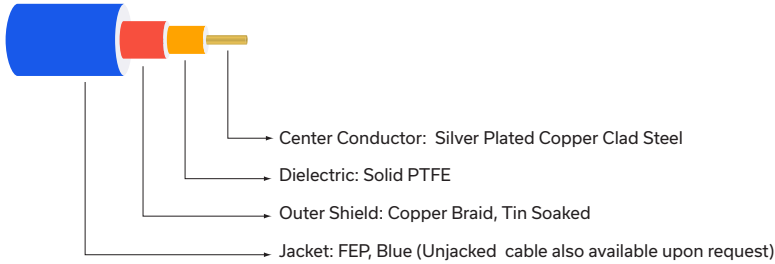 Center Conductor:  Silver Plated Copper Clad Steel
Dielectric: Solid PTFE
Outer Shield: Copper Braid, Tin Soaked
Jacket: FEP, Blue (Unjacked  cable also available upon request)